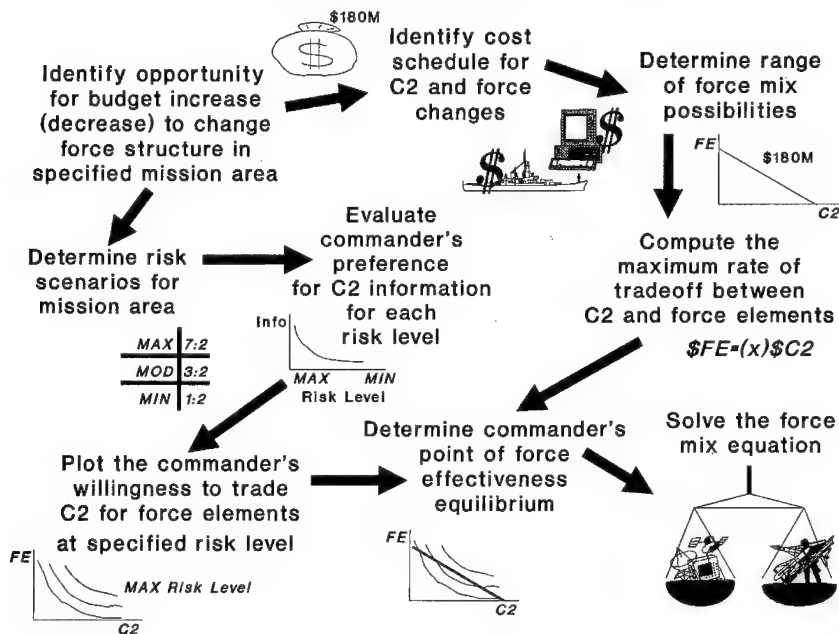 $180M
$
Identify opportunity
for budget increase
(decrease) to change
force structure in
specified mission area
Identify cost
schedule for
C2 and force
changes
$
$
Determine range
of force mix
possibilities
FE
$180M
C2
Determine risk
scenarios for
mission area
MAX 7:2
MOD 3:2
MIN 1:2
Evaluate
commander's
preference
for C2 information
for each
risk level
Info
MAX MIN
Risk Level
Compute the
maximum rate of
tradeoff between
C2 and force elements
$FE=(x)$C2
Plot the commander's
willingness to trade
C2 for force elements
at specified risk level
FE
MAX Risk Level
C2
Determine commander's
point of force
effectiveness
equilibrium
FE
C2
Solve the force
mix equation